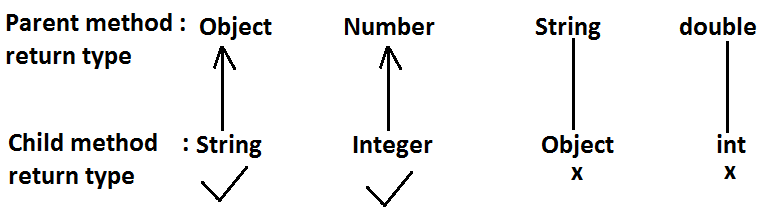 Parent method : Object Number String double
return type
Child method : String Integer Object int
return type x x